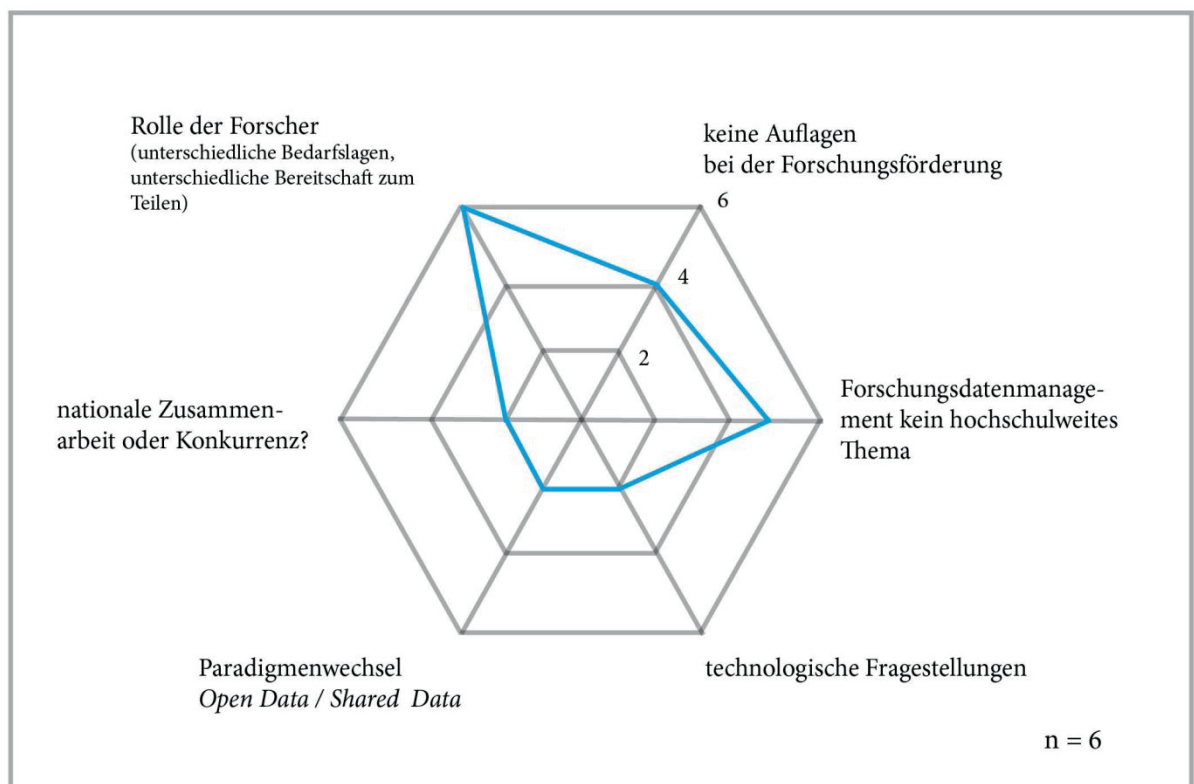 Rolle der Forscher
(unterschiedliche Bedarfslagen,
unterschiedliche Bereitschaft zum
Teilen)
keine Auflagen
bei der Forschungsförderung
6
4
2
nationale Zusammen-
arbeit oder Konkurrenz?
Forschungsdatenmanage-
ment kein hochschulweites
Thema
Paradigmenwechsel
Open Data / Shared Data
technologische Fragestellungen
n = 6